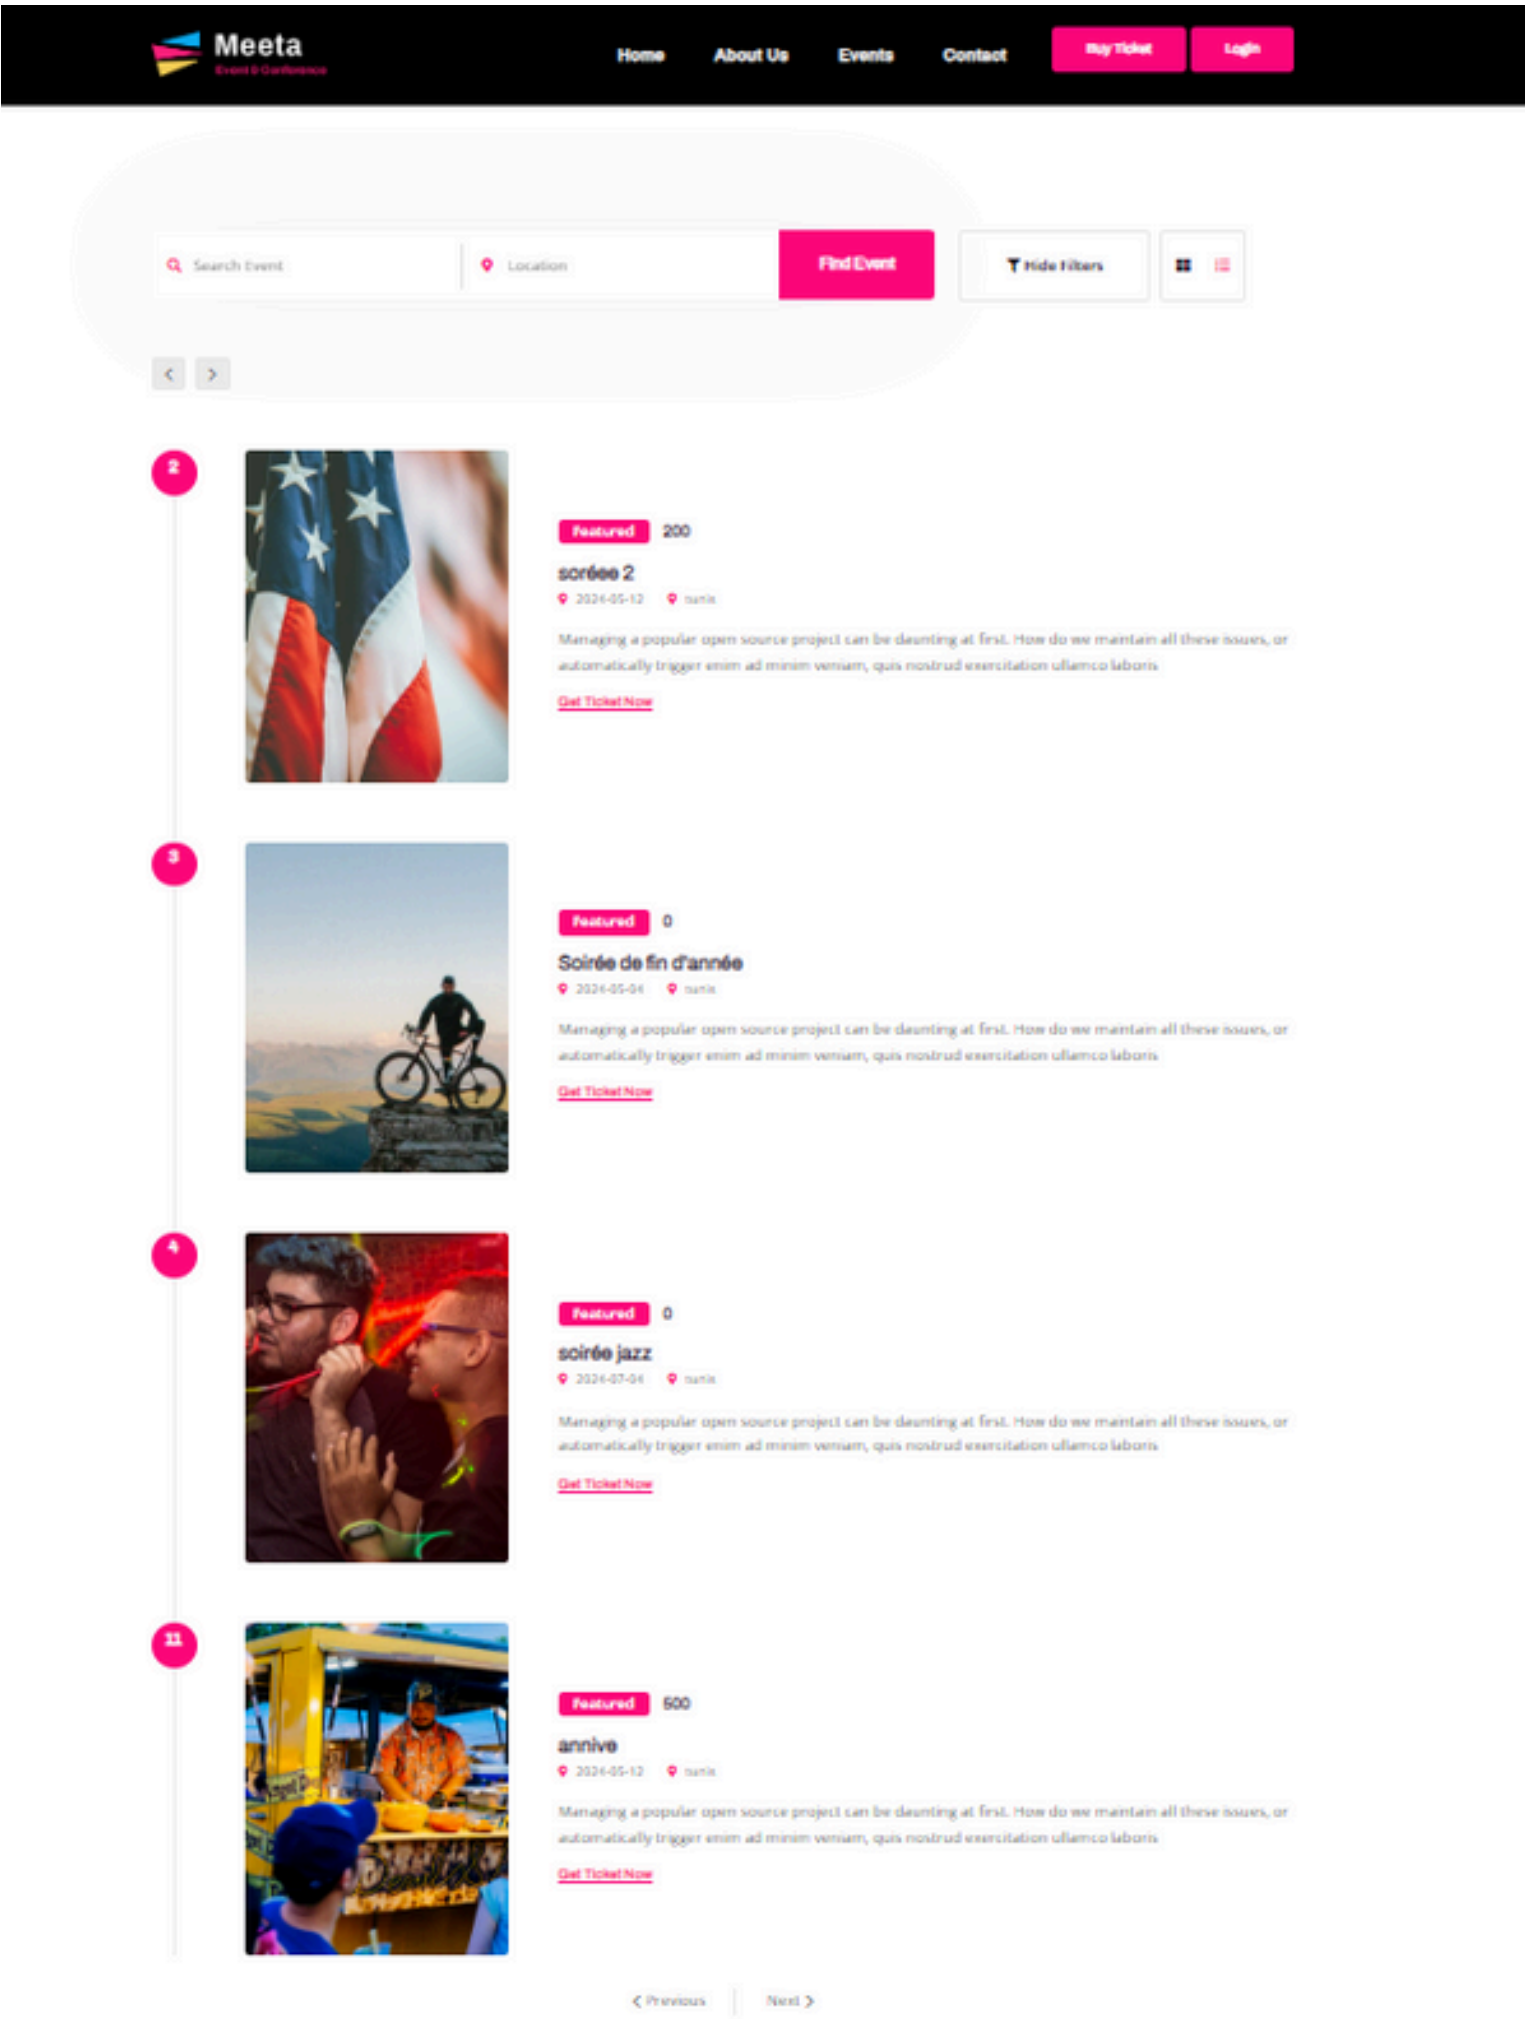 Meeta
Event & Conference
Home
About Us
Events
Contact
Buy Ticket
Login
Search Event
Location
Find Event
Hide Filters
2
Featured 200
soréee 2
2024-05-12 tunis
Managing a popular open source project can be daunting at first. How do we maintain all these issues, or
automatically trigger enim ad minim veniam, quis nostrud exercitation ullamco laboris
Get Ticket Now
3
Featured 0
Soirée de fin d'année
2024-05-04 tunis
Managing a popular open source project can be daunting at first. How do we maintain all these issues, or
automatically trigger enim ad minim veniam, quis nostrud exercitation ullamco laboris
Get Ticket Now
4
Featured 0
soirée jazz
2024-07-04 tunis
Managing a popular open source project can be daunting at first. How do we maintain all these issues, or
automatically trigger enim ad minim veniam, quis nostrud exercitation ullamco laboris
Get Ticket Now
11
Featured 500
annive
2024-05-12 tunis
Managing a popular open source project can be daunting at first. How do we maintain all these issues, or
automatically trigger enim ad minim veniam, quis nostrud exercitation ullamco laboris
Get Ticket Now
Previous
Next